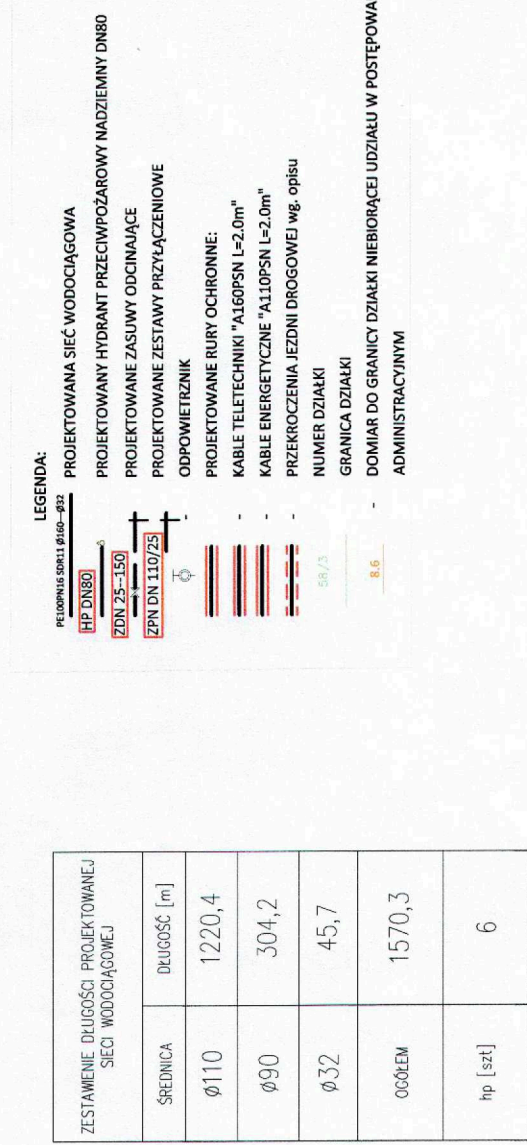 LEGENDA:
PE100PN16 SDR11 Ø160—Ø32
PROJEKTOWANA SIEĆ WODOCIĄGOWA
HP DN80
PROJEKTOWANY HYDRANT PRZECIWPOŻAROWY NADZIEMNY DN80
ZDN 25--150
PROJEKTOWANE ZASUWY ODCINAJĄCE
ZPN DN 110/25
PROJEKTOWANE ZESTAWY PRZYŁĄCZENIOWE
- ODPOWIETRZNIK
PROJEKTOWANE RURY OCHRONNE:
- KABLE TELETECHNIKI "A160PSN L=2.0m"
- KABLE ENERGETYCZNE "A110PSN L=2.0m"
- PRZEKROCZENIA JEZDNI DROGOWEJ wg. opisu
58/3 NUMER DZIAŁKI
GRANICA DZIAŁKI
8.6 - DOMIAR DO GRANICY DZIAŁKI NIEBIORĄCEJ UDZIAŁU W POSTĘPOWA
ADMINISTRACYJNYM
ZESTAWIENIE DŁUGOŚCI PROJEKTOWANEJ
SIECI WODOCIĄGOWEJ
ŚREDNICA DŁUGOŚĆ [m]
Ø110 1220,4
Ø90 304,2
Ø32 45,7
OGÓŁEM 1570,3
hp [szt] 6